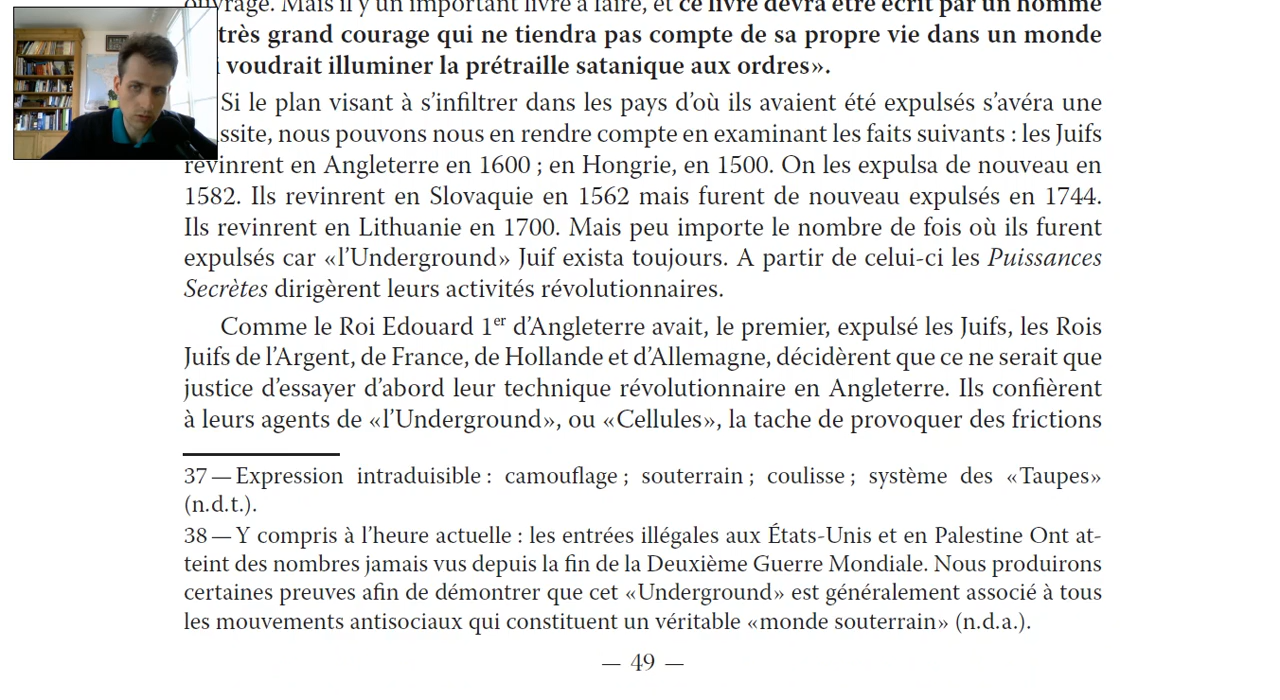 ouvrage. Mais il y un important livre à faire, et ce livre devra être écrit par un homme
très grand courage qui ne tiendra pas compte de sa propre vie dans un monde
i voudrait illuminer la prétraille satanique aux ordres».
Si le plan visant à s'infiltrer dans les pays d'où ils avaient été expulsés s'avéra une
ssite, nous pouvons nous en rendre compte en examinant les faits suivants : les Juifs
revinrent en Angleterre en 1600 ; en Hongrie, en 1500. On les expulsa de nouveau en
1582. Ils revinrent en Slovaquie en 1562 mais furent de nouveau expulsés en 1744.
Ils revinrent en Lithuanie en 1700. Mais peu importe le nombre de fois où ils furent
expulsés car «l'Underground» Juif exista toujours. A partir de celui-ci les Puissances
Secrètes dirigèrent leurs activités révolutionnaires.
Comme le Roi Edouard 1er d'Angleterre avait, le premier, expulsé les Juifs, les Rois
Juifs de l'Argent, de France, de Hollande et d'Allemagne, décidèrent que ce ne serait que
justice d'essayer d'abord leur technique révolutionnaire en Angleterre. Ils confièrent
à leurs agents de «l'Underground», ou «Cellules», la tache de provoquer des frictions
37 — Expression intraduisible : camouflage ; souterrain ; coulisse ; système des «Taupes»
(n.d.t.).
38 — Y compris à l'heure actuelle : les entrées illégales aux États-Unis et en Palestine Ont at-
teint des nombres jamais vus depuis la fin de la Deuxième Guerre Mondiale. Nous produirons
certaines preuves afin de démontrer que cet «Underground» est généralement associé à tous
les mouvements antisociaux qui constituent un véritable «monde souterrain» (n.d.a.).
— 49 —